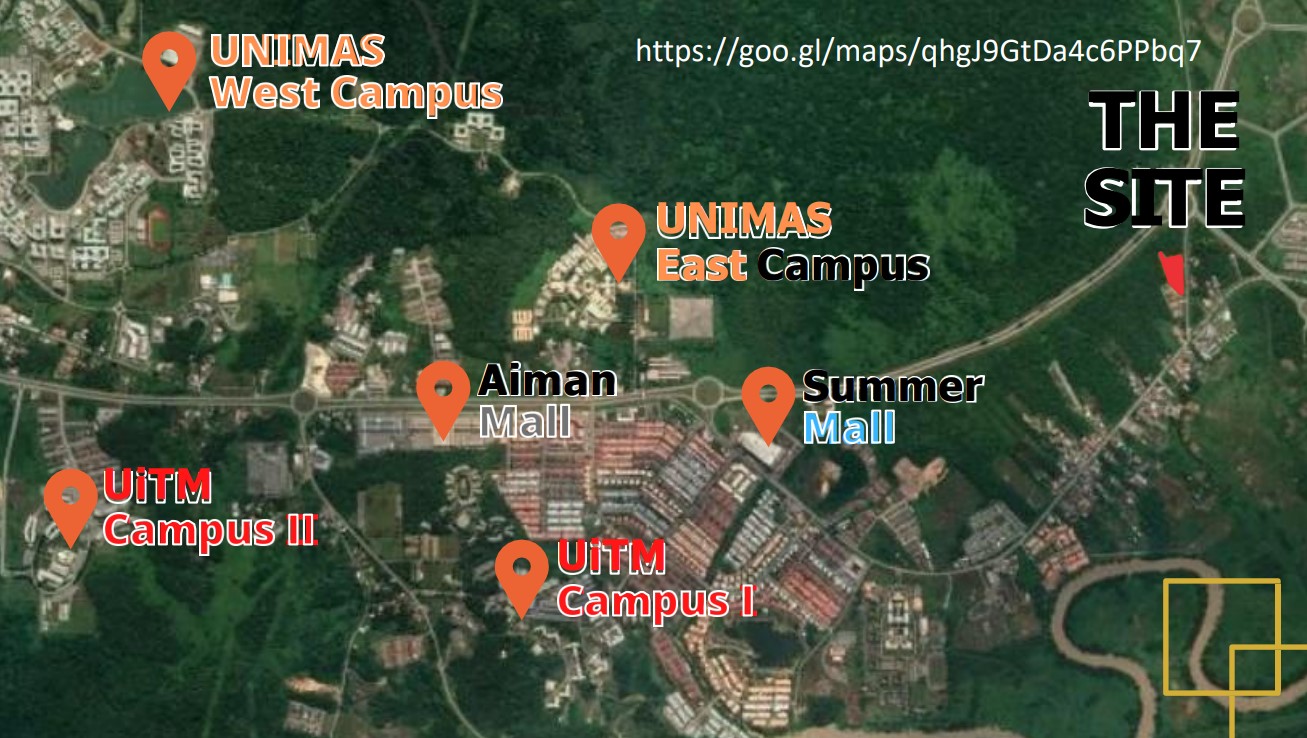 UNIMAS
West Campus
https://goo.gl/maps/qhgJ9GtDa4c6PPbq7
THE
SITE
UNIMAS
East Campus
Aiman
Mall
Summer
Mall
UiTM
Campus II
UiTM
Campus I